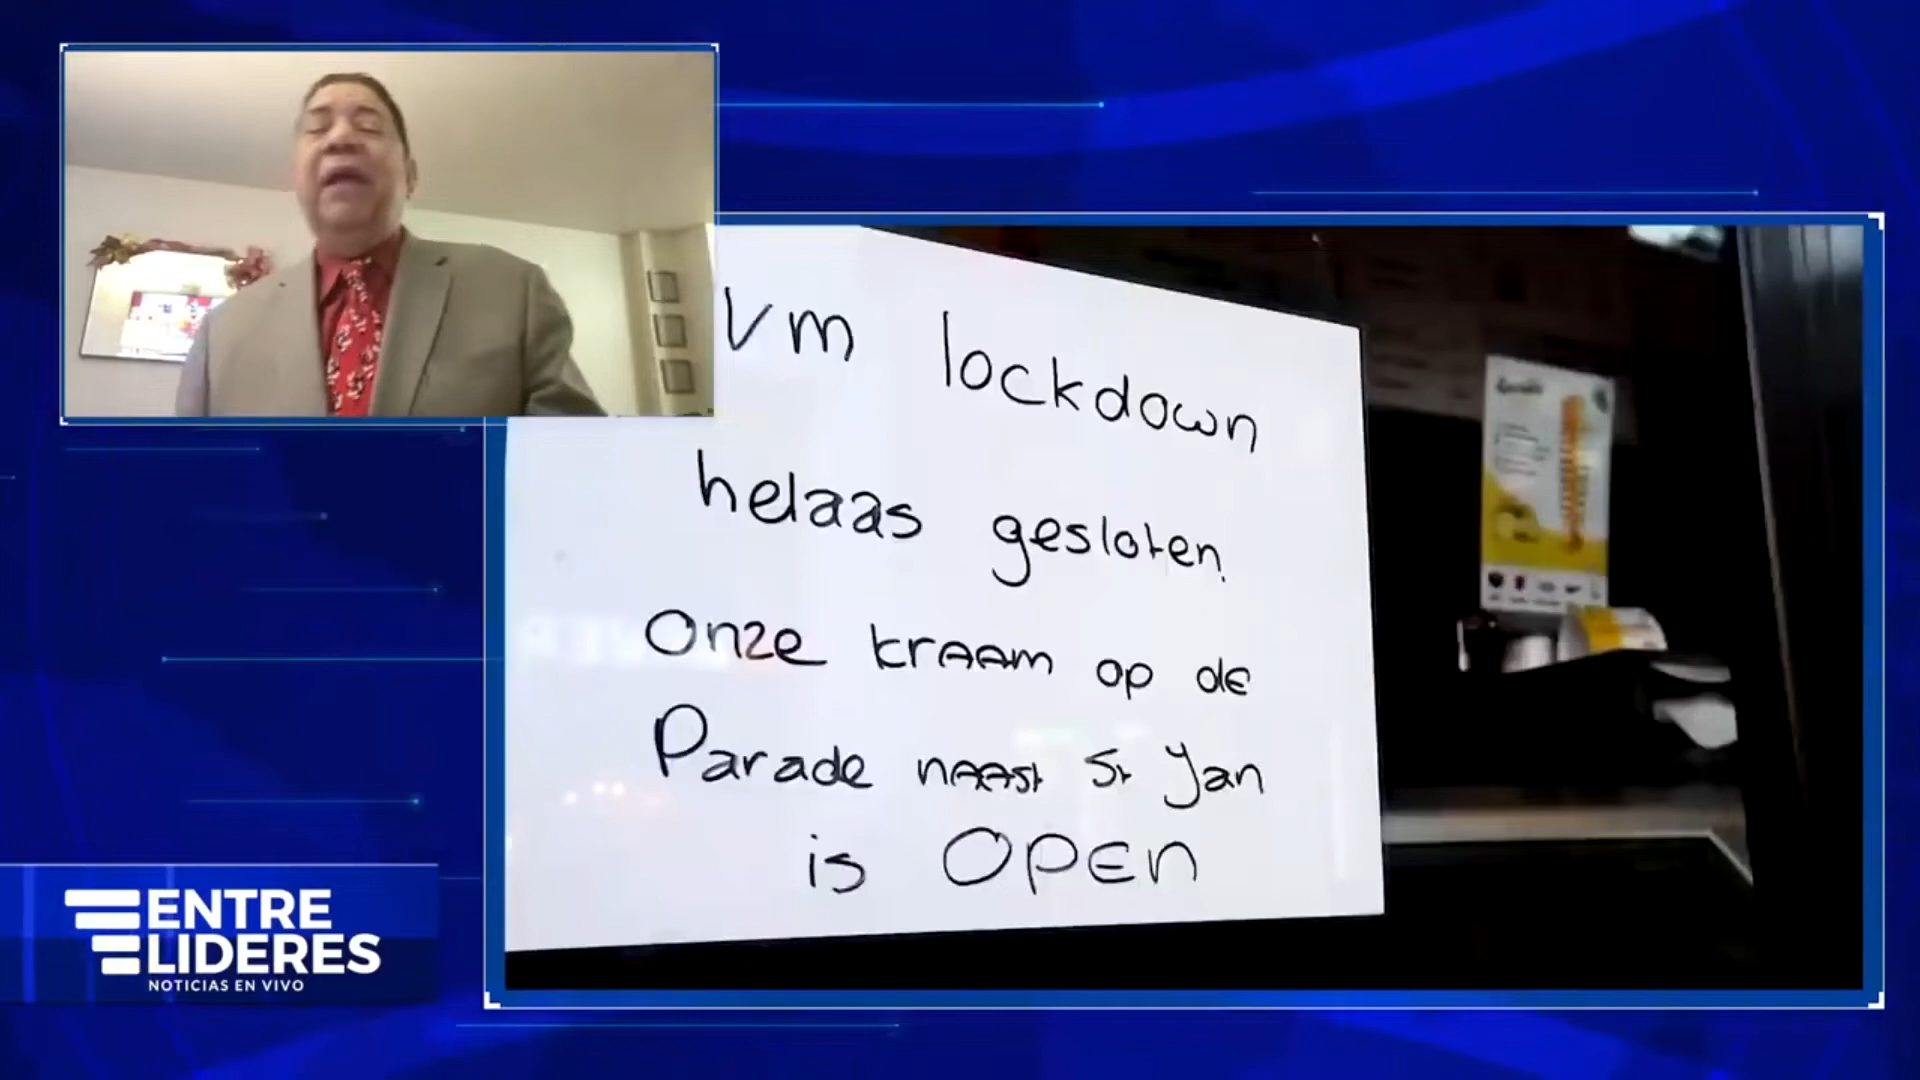 Vm lockdown
helaas gesloten.
Onze kraam op de
Parade naast St Jan
is OPEN
ENTRE
LIDERES
NOTICIAS EN VIVO